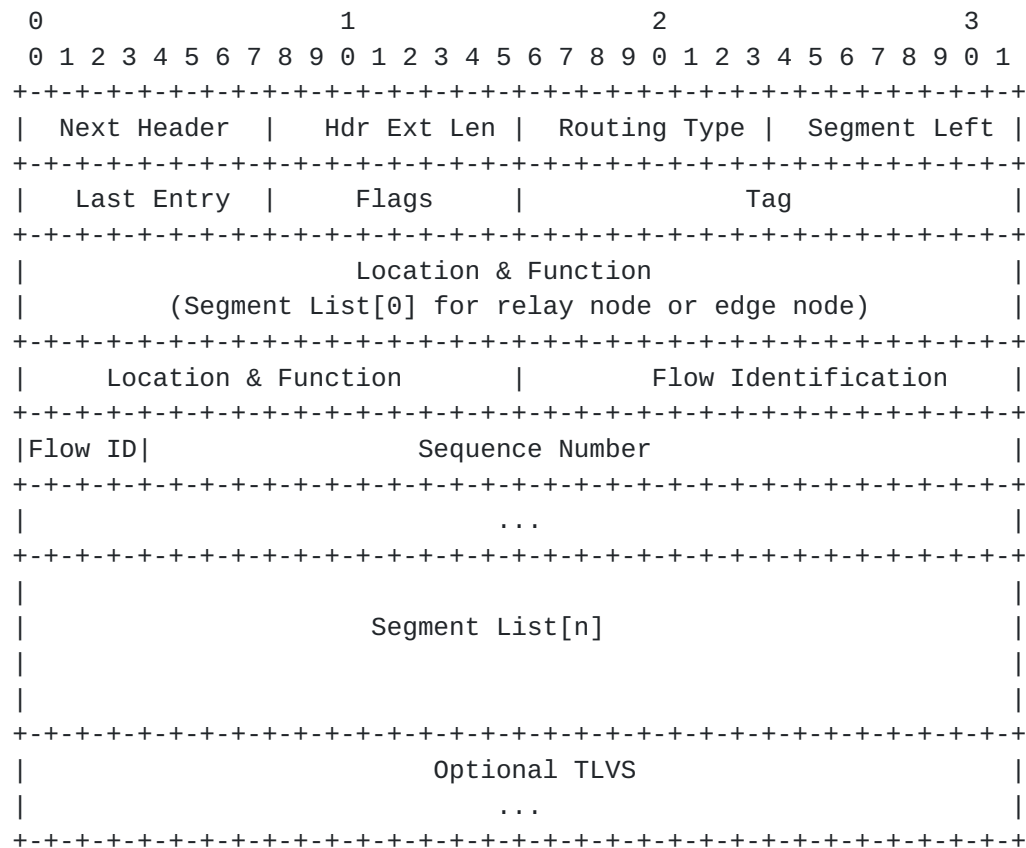 0                   1                   2                   3
 0 1 2 3 4 5 6 7 8 9 0 1 2 3 4 5 6 7 8 9 0 1 2 3 4 5 6 7 8 9 0 1
+-+-+-+-+-+-+-+-+-+-+-+-+-+-+-+-+-+-+-+-+-+-+-+-+-+-+-+-+-+-+-+-+
|  Next Header  |   Hdr Ext Len |  Routing Type |  Segment Left |
+-+-+-+-+-+-+-+-+-+-+-+-+-+-+-+-+-+-+-+-+-+-+-+-+-+-+-+-+-+-+-+-+
|   Last Entry  |     Flags     |              Tag              |
+-+-+-+-+-+-+-+-+-+-+-+-+-+-+-+-+-+-+-+-+-+-+-+-+-+-+-+-+-+-+-+-+
|                     Location & Function                       |
|         (Segment List[0] for relay node or edge node)         |
+-+-+-+-+-+-+-+-+-+-+-+-+-+-+-+-+-+-+-+-+-+-+-+-+-+-+-+-+-+-+-+-+
|     Location & Function       |        Flow Identification    |
+-+-+-+-+-+-+-+-+-+-+-+-+-+-+-+-+-+-+-+-+-+-+-+-+-+-+-+-+-+-+-+-+
|Flow ID|                 Sequence Number                       |
+-+-+-+-+-+-+-+-+-+-+-+-+-+-+-+-+-+-+-+-+-+-+-+-+-+-+-+-+-+-+-+-+
|                              ...                              |
+-+-+-+-+-+-+-+-+-+-+-+-+-+-+-+-+-+-+-+-+-+-+-+-+-+-+-+-+-+-+-+-+
|                                                               |
|                      Segment List[n]                          |
|                                                               |
|                                                               |
+-+-+-+-+-+-+-+-+-+-+-+-+-+-+-+-+-+-+-+-+-+-+-+-+-+-+-+-+-+-+-+-+
|                          Optional TLVS                        |
|                              ...                              |
+-+-+-+-+-+-+-+-+-+-+-+-+-+-+-+-+-+-+-+-+-+-+-+-+-+-+-+-+-+-+-+-+